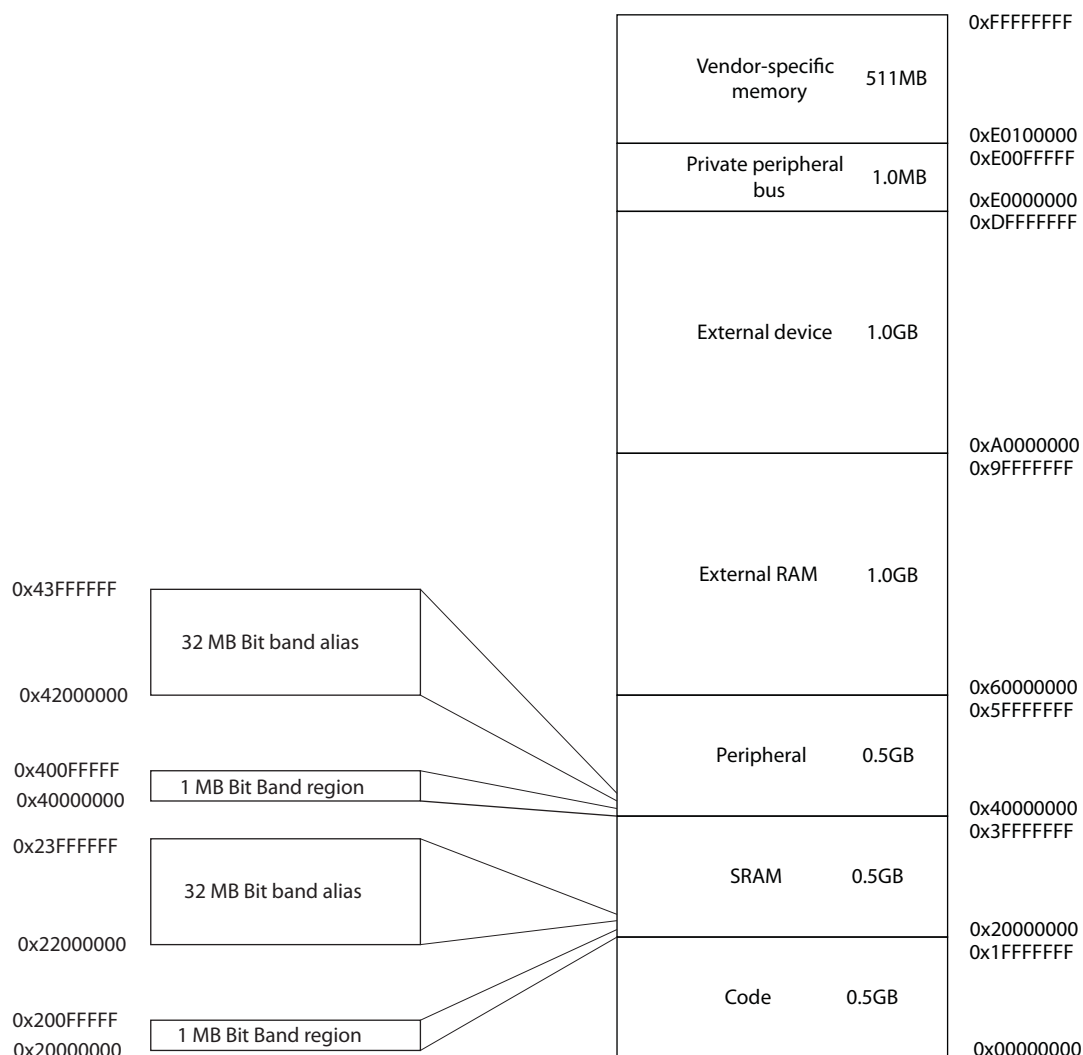 0xFFFFFFFF
Vendor-specific
memory
511MB
0xE0100000
0xE00FFFFF
Private peripheral
bus
1.0MB
0xE0000000
0xDFFFFFFF
External device 1.0GB
0xA0000000
0x9FFFFFFF
External RAM 1.0GB
0x60000000
0x5FFFFFFF
Peripheral 0.5GB
0x40000000
0x3FFFFFFF
SRAM 0.5GB
0x20000000
0x1FFFFFFF
Code 0.5GB
0x00000000
0x43FFFFFF
32 MB Bit band alias
0x42000000
0x400FFFFF
1 MB Bit Band region
0x40000000
0x23FFFFFF
32 MB Bit band alias
0x22000000
0x200FFFFF
1 MB Bit Band region
0x20000000